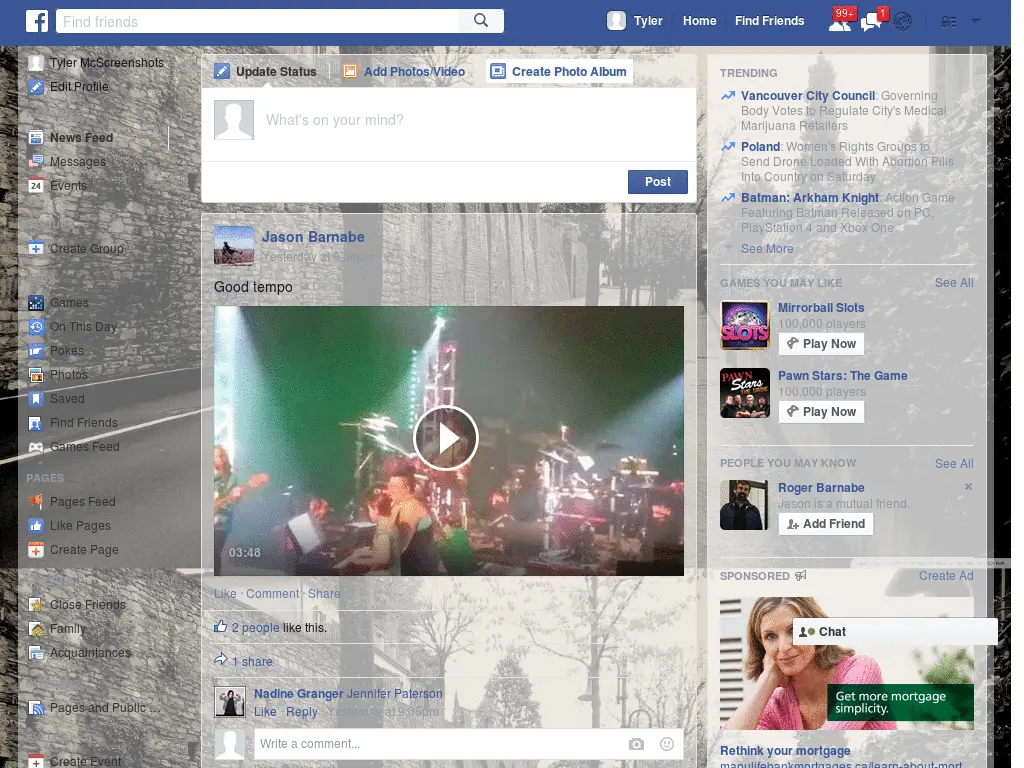 Find friends
Tyler
Home
Find Friends
99+
1
Tyler McScreenshots
Edit Profile
News Feed
Messages
24
Events
Create Group
Games
On This Day
Pokes
Photos
Saved
Find Friends
Games Feed
PAGES
Pages Feed
Like Pages
Create Page
Close Friends
Family
Acquaintances
Pages and Public ...
Create Event
Update Status
Add Photos/Video
Create Photo Album
What's on your mind?
Post
Jason Barnabe
Yesterday at
Good tempo
03:48
Like · Comment · Share
2 people like this.
1 share
Nadine Granger Jennifer Paterson
Like · Reply · Yesterday at 9:06pm
Write a comment...
TRENDING
Vancouver City Council: Governing
Body Votes to Regulate City's Medical
Marijuana Retailers
Poland: Women's Rights Groups to
Send Drone Loaded With Abortion Pills
Into Country on Saturday
Batman: Arkham Knight: Action Game
Featuring Batman Released on PC,
PlayStation 4 and Xbox One
See More
GAMES YOU MAY LIKE
See All
SLOTS
Mirrorball Slots
100,000 players
Play Now
PAWN
Stars
THE GAME
Pawn Stars: The Game
100,000 players
Play Now
PEOPLE YOU MAY KNOW
See All
Roger Barnabe
Jason is a mutual friend.
Add Friend
SPONSORED
Create Ad
Chat
Get more mortgage
simplicity.
Rethink your mortgage
manulifebankmortgages.ca/learn-about-mort...